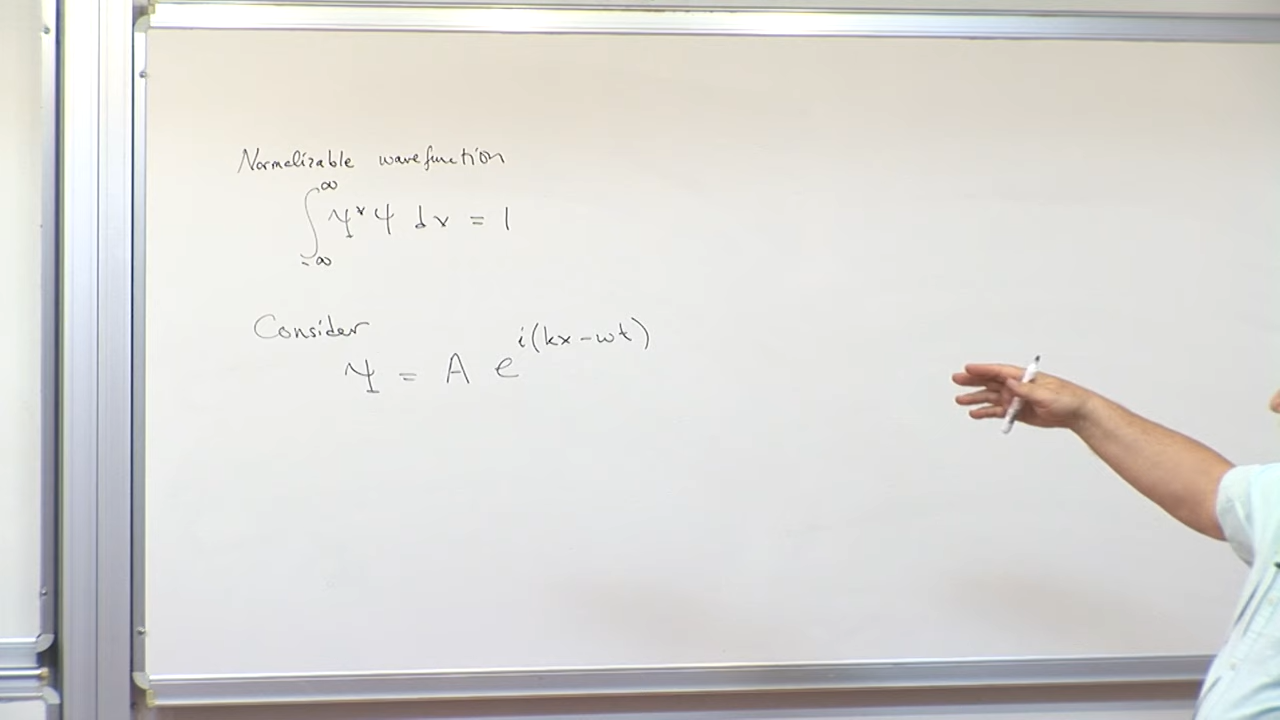 Normalizable wavefunction
∫_{-∞}^{∞} Ψ*Ψ dx = 1
Consider
Ψ = A e^{i(kx-ωt)}